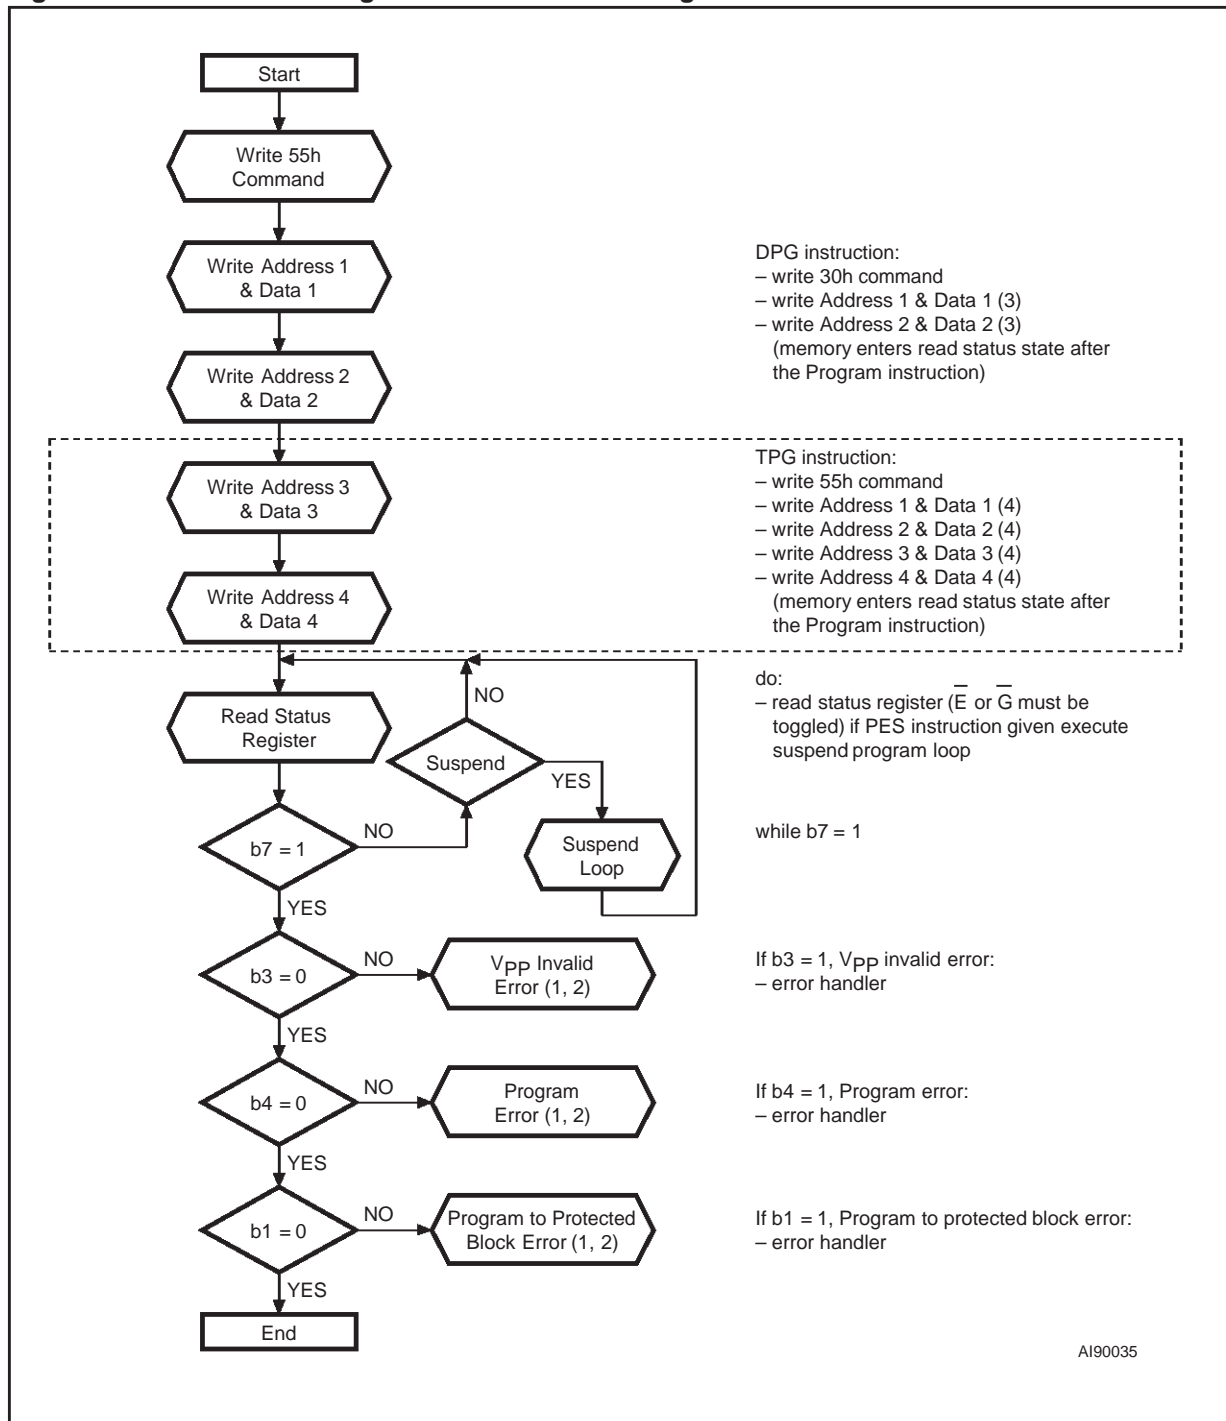 Start
Write 55h
Command
Write Address 1
& Data 1
Write Address 2
& Data 2
Write Address 3
& Data 3
Write Address 4
& Data 4
Read Status
Register
NO
Suspend
YES
Suspend
Loop
b7 = 1
NO
YES
b3 = 0
NO
VPP Invalid
Error (1, 2)
YES
b4 = 0
NO
Program
Error (1, 2)
YES
b1 = 0
NO
Program to Protected
Block Error (1, 2)
YES
End
DPG instruction:
– write 30h command
– write Address 1 & Data 1 (3)
– write Address 2 & Data 2 (3)
(memory enters read status state after
the Program instruction)
TPG instruction:
– write 55h command
– write Address 1 & Data 1 (4)
– write Address 2 & Data 2 (4)
– write Address 3 & Data 3 (4)
– write Address 4 & Data 4 (4)
(memory enters read status state after
the Program instruction)
do:
– read status register (E̅ or G̅ must be
toggled) if PES instruction given execute
suspend program loop
while b7 = 1
If b3 = 1, VPP invalid error:
– error handler
If b4 = 1, Program error:
– error handler
If b1 = 1, Program to protected block error:
– error handler
AI90035